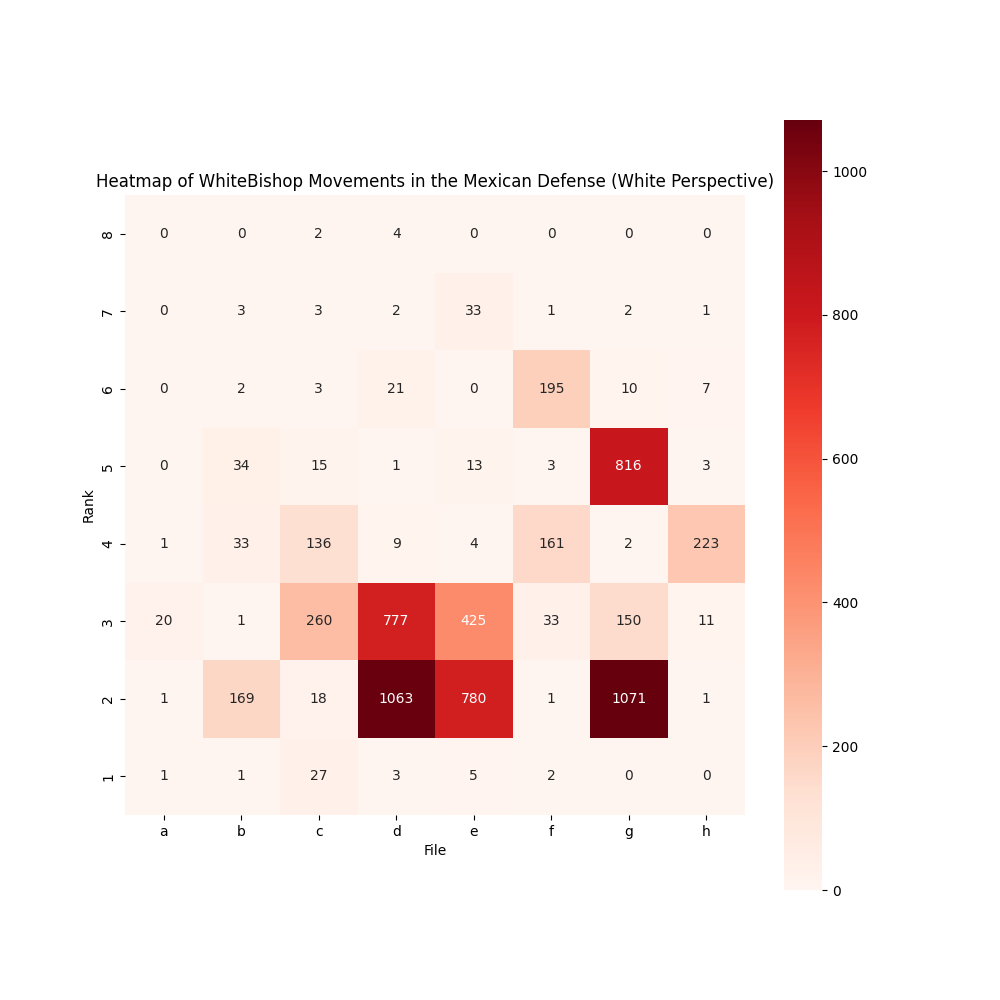 Heatmap of WhiteBishop Movements in the Mexican Defense (White Perspective)
8 0 0 2 4 0 0 0 0
7 0 3 3 2 33 1 2 1
6 0 2 3 21 0 195 10 7
5 0 34 15 1 13 3 816 3
4 1 33 136 9 4 161 2 223
3 20 1 260 777 425 33 150 11
2 1 169 18 1063 780 1 1071 1
1 1 1 27 3 5 2 0 0
a b c d e f g h
File
Rank
1000
800
600
400
200
0